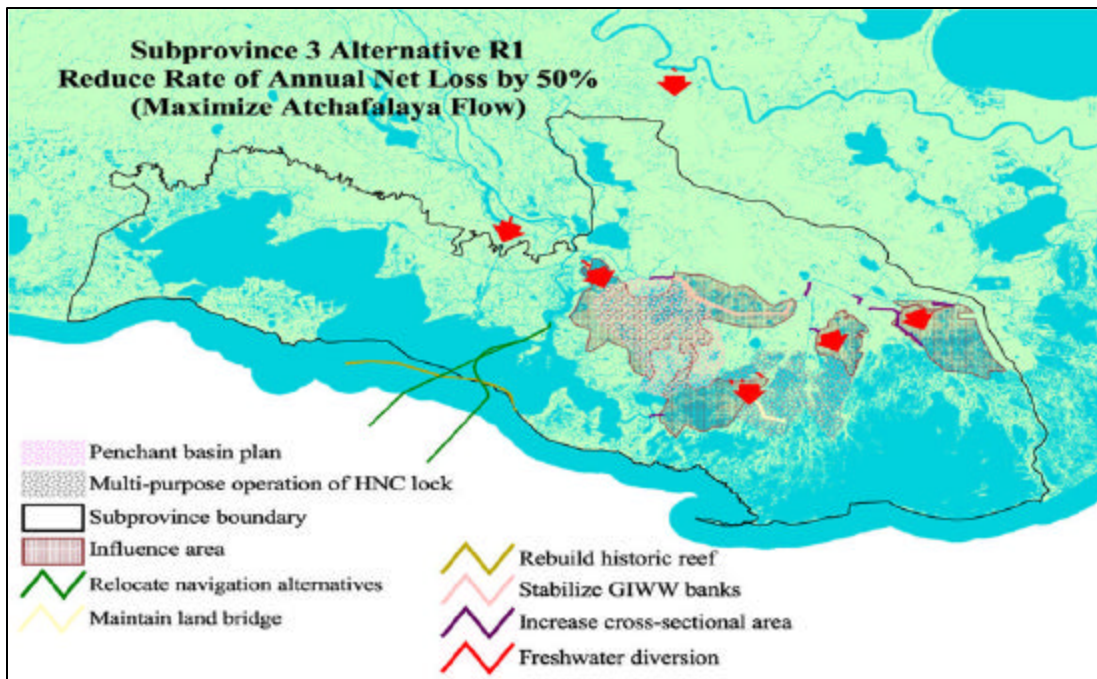 Subprovince 3 Alternative R1
Reduce Rate of Annual Net Loss by 50%
(Maximize Atchafalaya Flow)
Penchant basin plan
Multi-purpose operation of HNC lock
Subprovince boundary
Influence area
Relocate navigation alternatives
Maintain land bridge
Rebuild historic reef
Stabilize GIWW banks
Increase cross-sectional area
Freshwater diversion